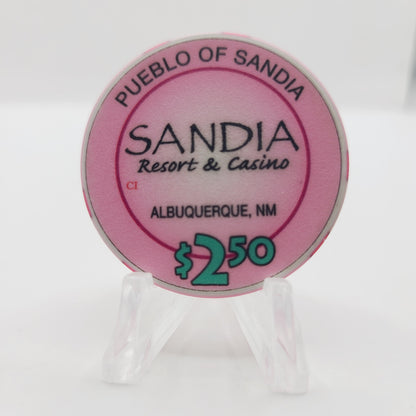 PUEBLO OF SANDIA
SANDIA
Resort & Casino
CI
ALBUQUERQUE, NM
$2.50